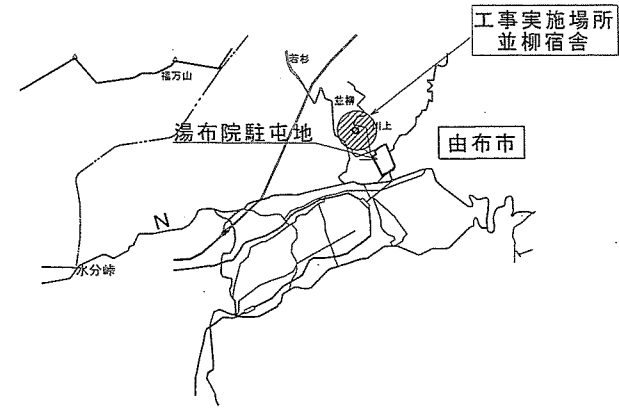 工事実施場所
並柳宿舎
若杉
福万山
並柳
川上
湯布院駐屯地
由布市
N
水分峠